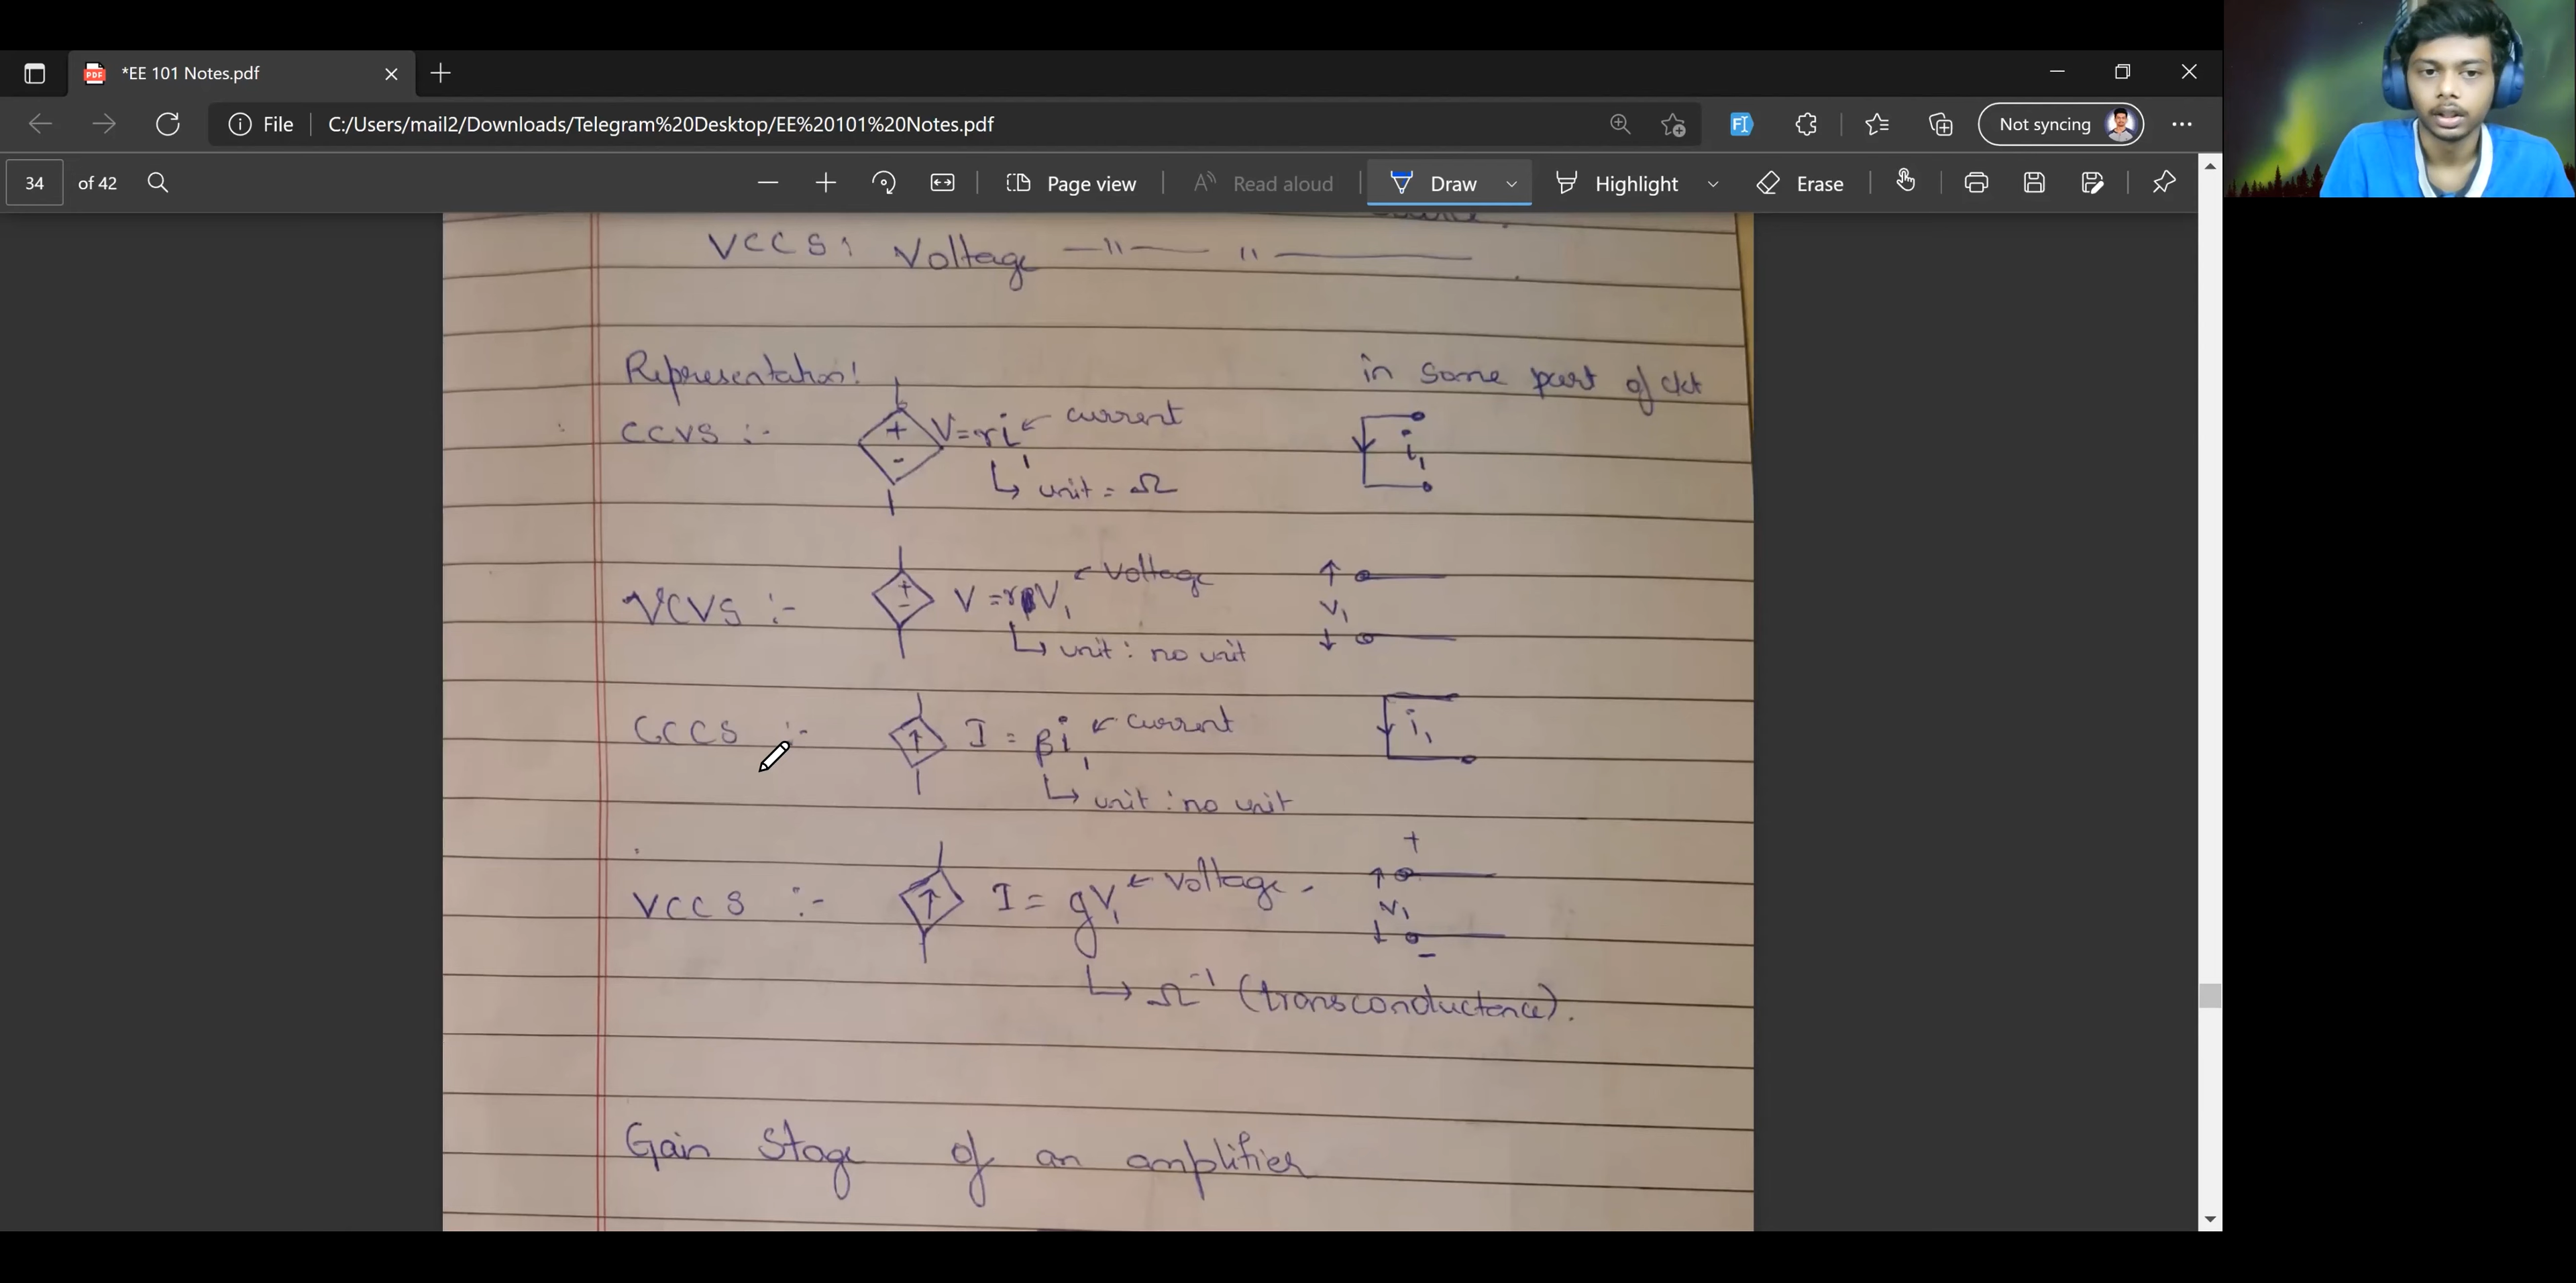 *EE 101 Notes.pdf
File C:/Users/mail2/Downloads/Telegram%20Desktop/EE%20101%20Notes.pdf Not syncing
34 of 42 Page view Read aloud Draw Highlight Erase
VCCS: Voltage —11— 11 —
Representation! in some part of ckt
CCVS :- + - V=ri1 ← current i1
↳ unit = Ω
VCVS :- + - V = V1 ← Voltage ↑ V1 ↓
↳ unit : no unit
CCCS :- ↑ I = βi1 ← current i1
↳ unit : no unit
VCCS :- ↑ I = gV1 ← Voltage - + ↑ V1 ↓ -
↳ Ω-1 (transconductance).
Gain Stage of an amplifier